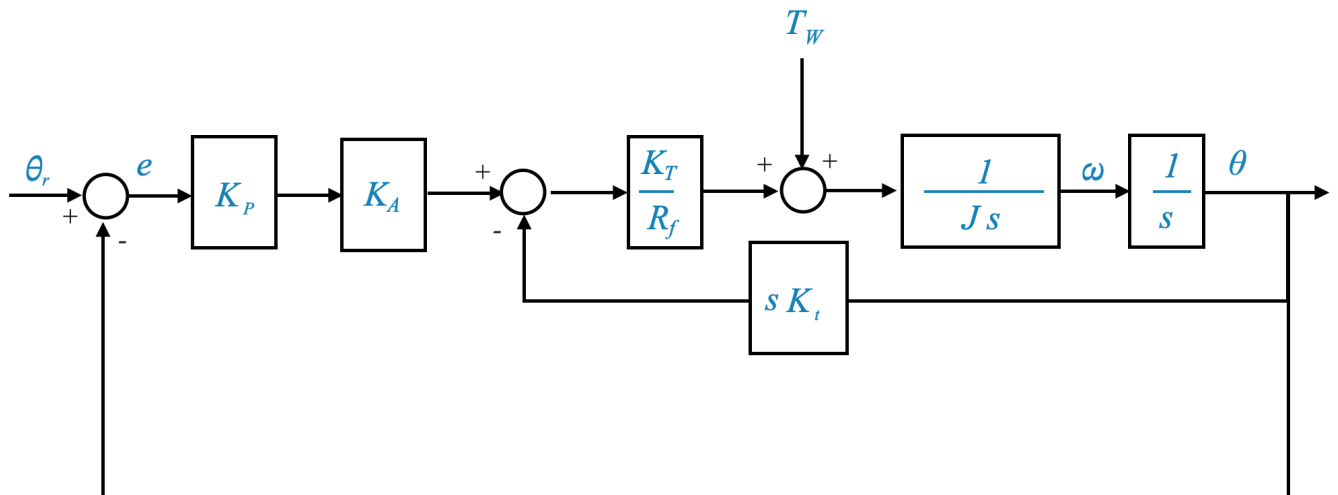 T_W
θ_r
+
-
e
K_P
K_A
+
-
K_T
R_f
+
+
1
J s
ω
1
s
θ
s K_t